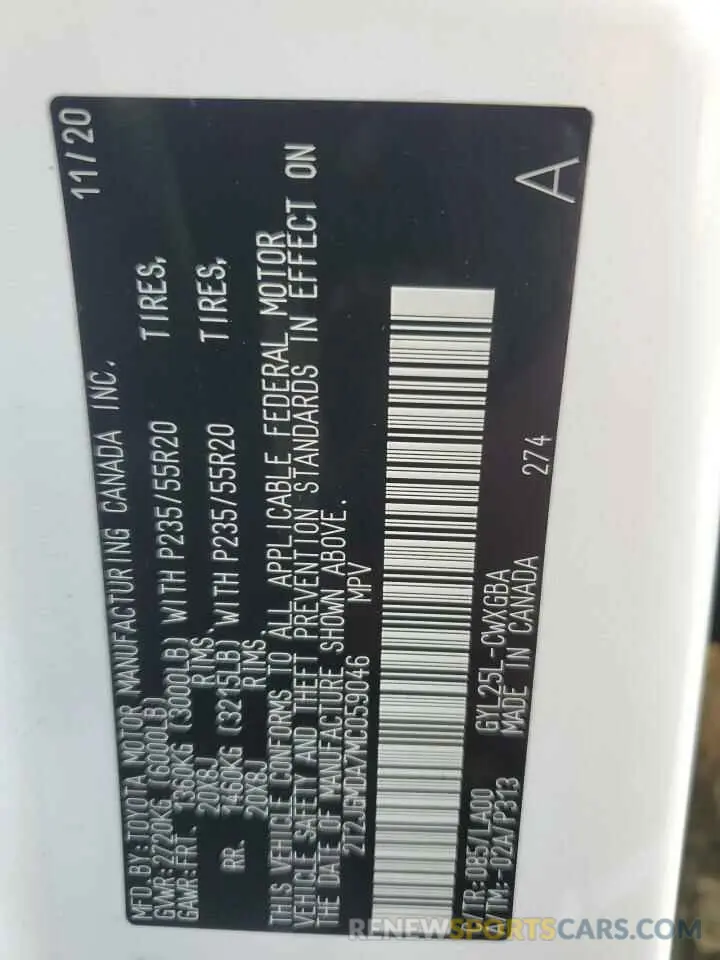 MFD. BY: TOYOTA MOTOR MANUFACTURING CANADA INC. 11/20
GVWR: 2720KG (6000LB)
GAWR: FRT. 1360KG (3000LB) WITH P235/55R20 TIRES,
20X8J RIMS,
RR. 1460KG (3215LB) WITH P235/55R20 TIRES,
20X8J RIMS.
THIS VEHICLE CONFORMS TO ALL APPLICABLE FEDERAL MOTOR
VEHICLE SAFETY AND THEFT PREVENTION STANDARDS IN EFFECT ON
THE DATE OF MANUFACTURE SHOWN ABOVE.
2T2JGMDA7MC059046 MPV
A
C/TR: 085/LA00 GYL25L-CWXGBA 274
A/TM: -02A/P313 MADE IN CANADA
RENEWSPORTSCARS.COM